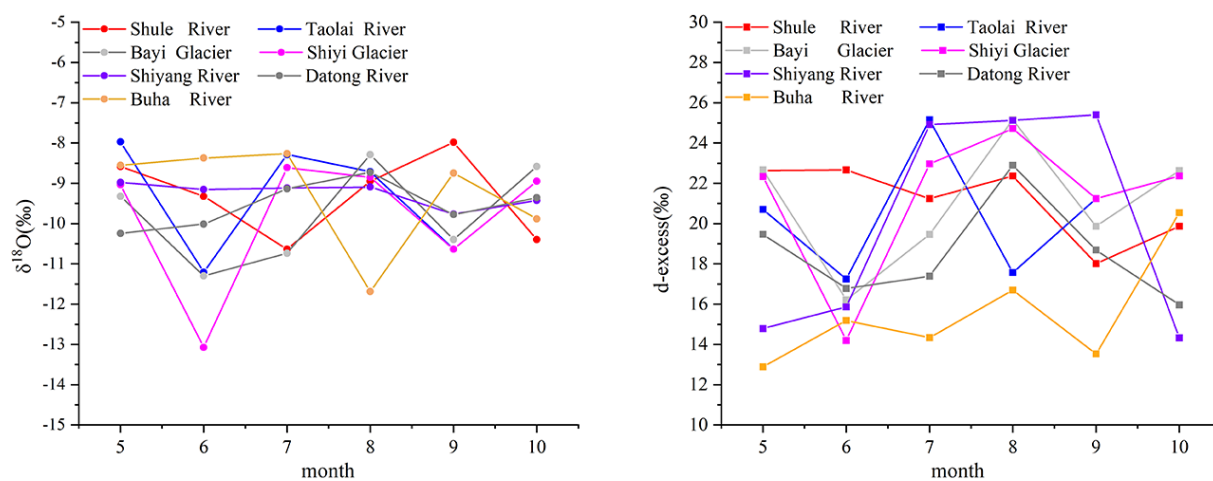 -5
-6
-7
-8
-9
-10
-11
-12
-13
-14
-15
δ¹⁸O(‰)
5 6 7 8 9 10
month
Shule River Taolai River
Bayi Glacier Shiyi Glacier
Shiyang River Datong River
Buha River
30
28
26
24
22
20
18
16
14
12
10
d-excess(‰)
5 6 7 8 9 10
month
Shule River Taolai River
Bayi Glacier Shiyi Glacier
Shiyang River Datong River
Buha River